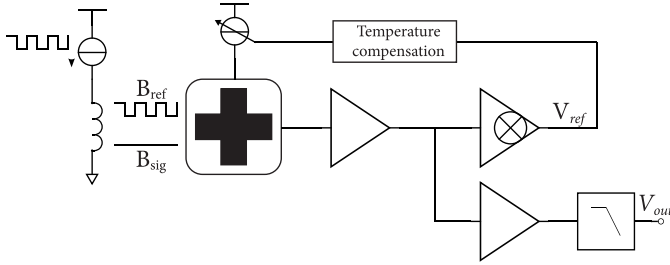 Temperature
compensation
B_ref
B_sig
V_ref
V_out